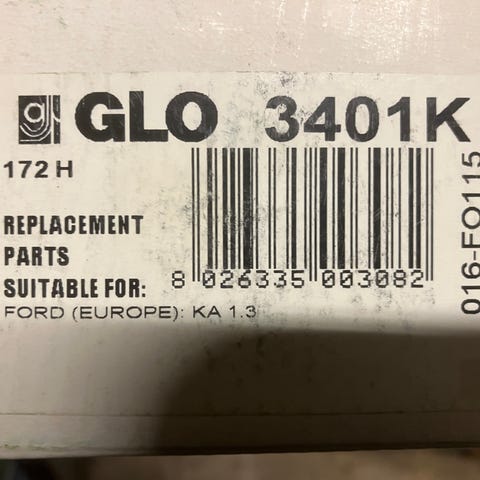 GLO 3401K
172 H
REPLACEMENT
PARTS
SUITABLE FOR:
8 026335 003082
FORD (EUROPE): KA 1.3
016-FO115